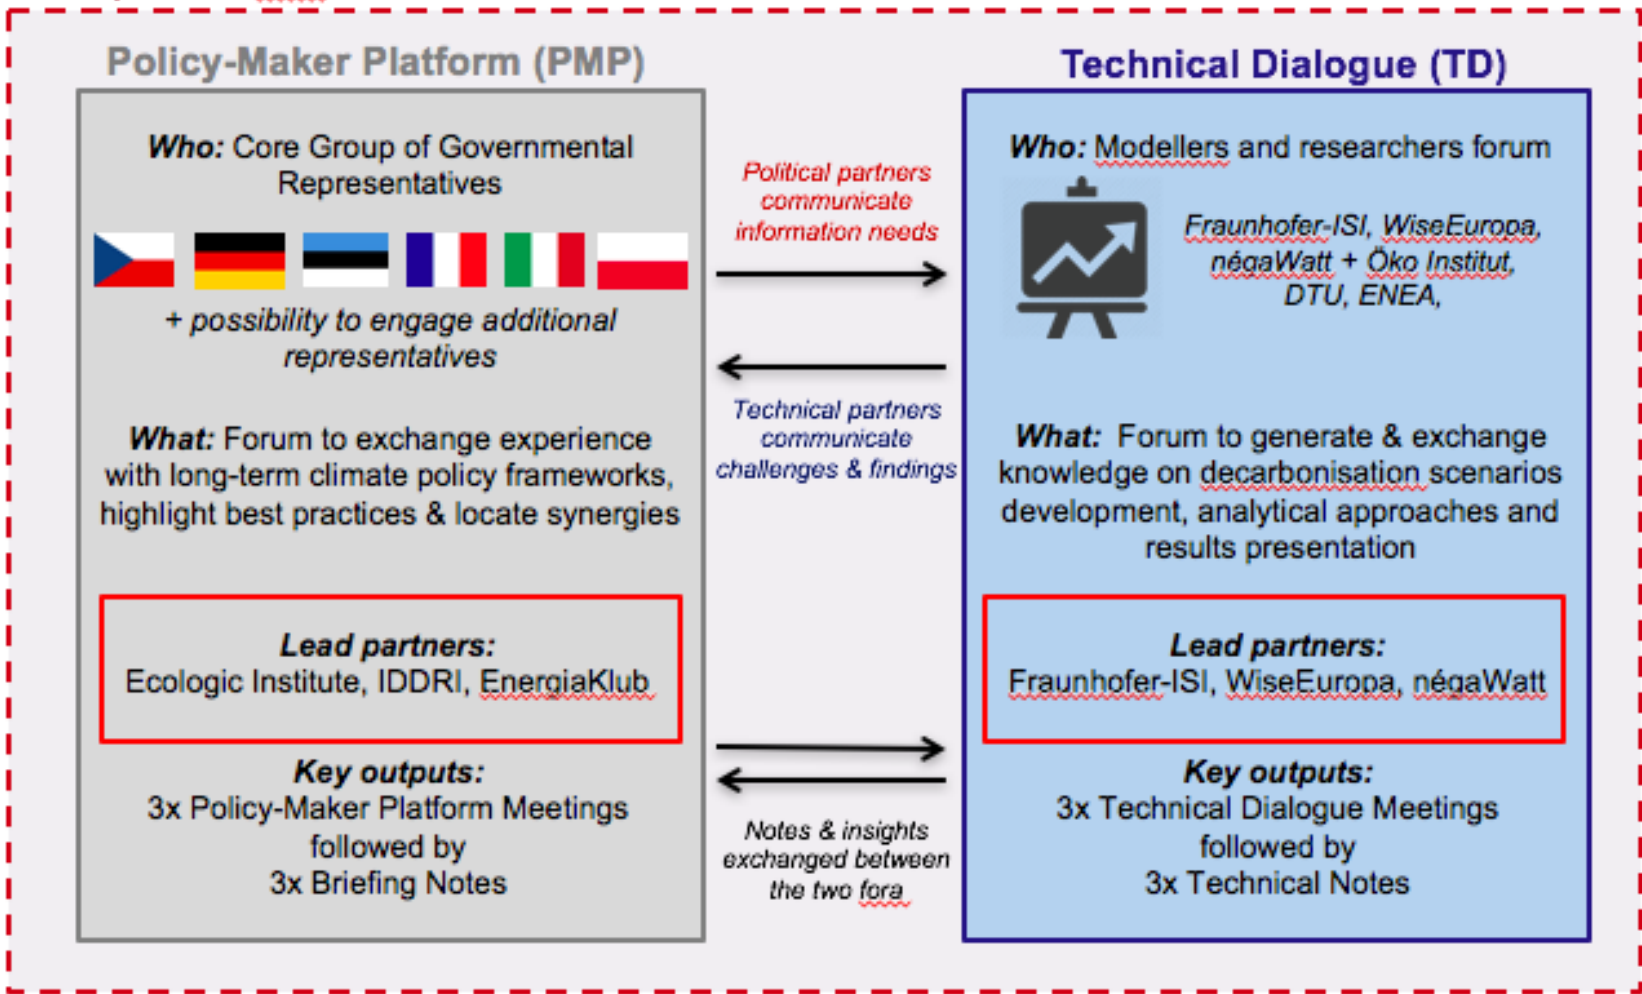 Policy-Maker Platform (PMP)
Who: Core Group of Governmental
Representatives
+ possibility to engage additional
representatives
What: Forum to exchange experience
with long-term climate policy frameworks,
highlight best practices & locate synergies
Lead partners:
Ecologic Institute, IDDRI, EnergiaKlub
Key outputs:
3x Policy-Maker Platform Meetings
followed by
3x Briefing Notes
Political partners
communicate
information needs
Technical partners
communicate
challenges & findings
Notes & insights
exchanged between
the two fora
Technical Dialogue (TD)
Who: Modellers and researchers forum
Fraunhofer-ISI, WiseEuropa,
négaWatt + Öko Institut,
DTU, ENEA,
What: Forum to generate & exchange
knowledge on decarbonisation scenarios
development, analytical approaches and
results presentation
Lead partners:
Fraunhofer-ISI, WiseEuropa, négaWatt
Key outputs:
3x Technical Dialogue Meetings
followed by
3x Technical Notes